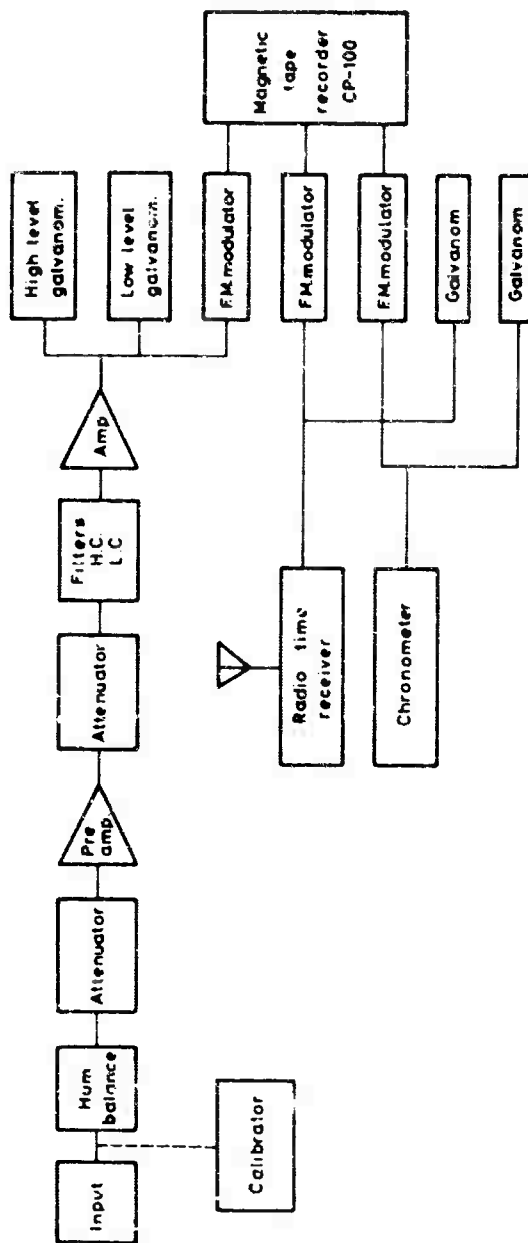 Input
Hum
balance
Calibrator
Attenuator
Pre
amp
Attenuator
Filters
H.C.
L.C
Amp
High level
galvanom.
Low level
galvanom.
F.M.modulator
F.M.modulator
F.M.modulator
Galvanom
Galvanom
Magnetic
tape
recorder
CP-100
Radio time
receiver
Chronometer